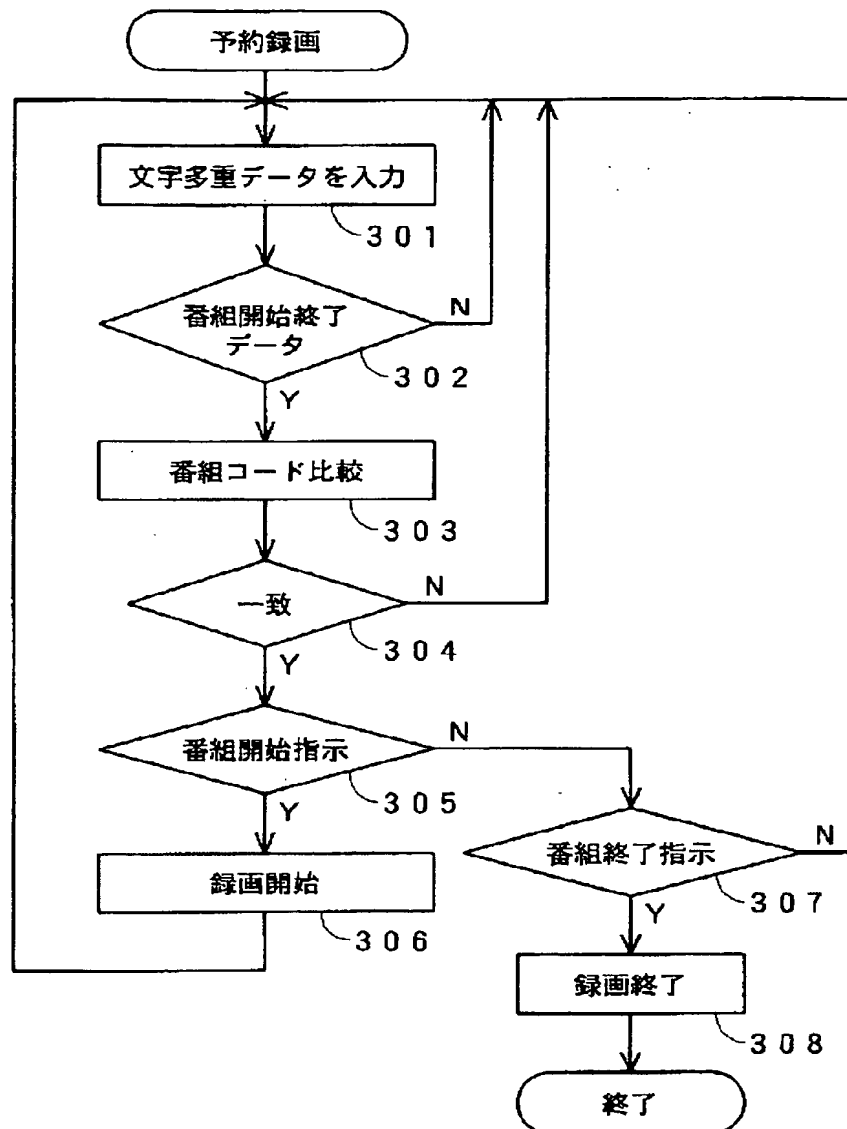 予約録画
文字多重データを入力
301
番組開始終了
データ
N
302
Y
番組コード比較
303
一致
N
304
Y
番組開始指示
N
305
Y
録画開始
306
番組終了指示
N
307
Y
録画終了
308
終了